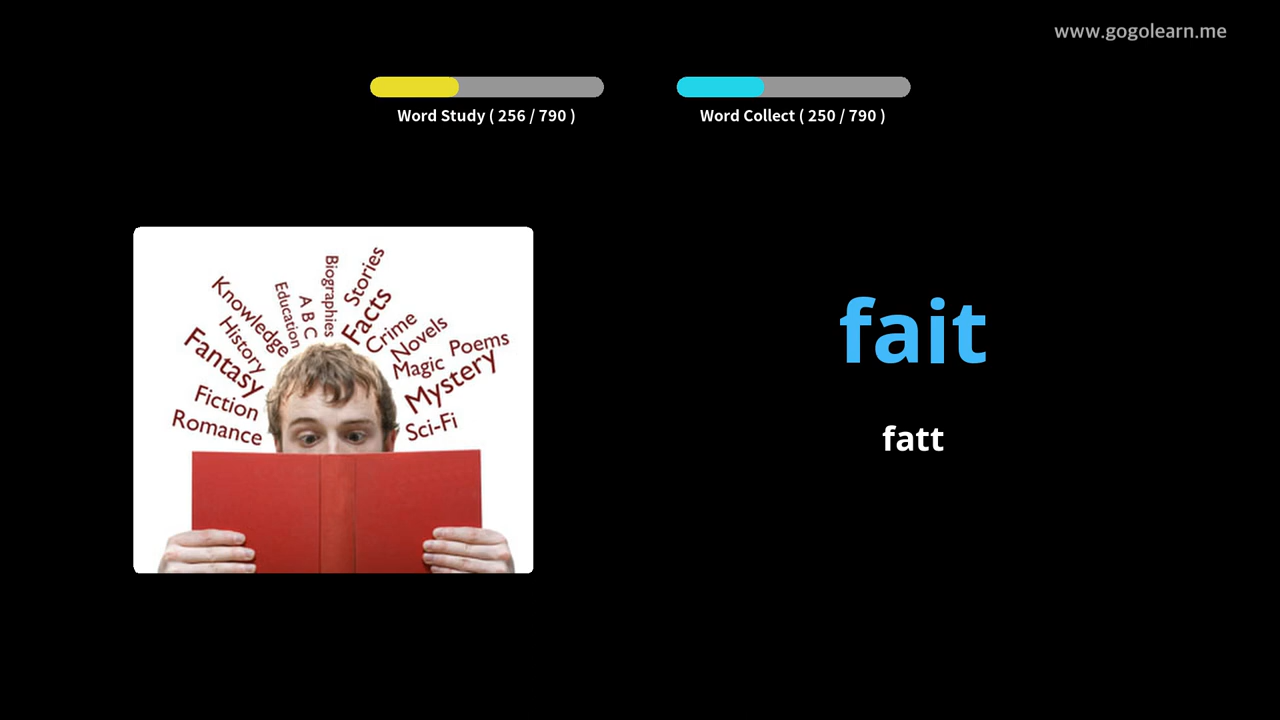 www.gogolearn.me
Word Study ( 256 / 790 )
Word Collect ( 250 / 790 )
Biographies
Stories
Education
A B C
Facts
Knowledge
Crime
History
Novels
Poems
Fantasy
Magic
Mystery
Fiction
Romance
Sci-Fi
fait
fatt